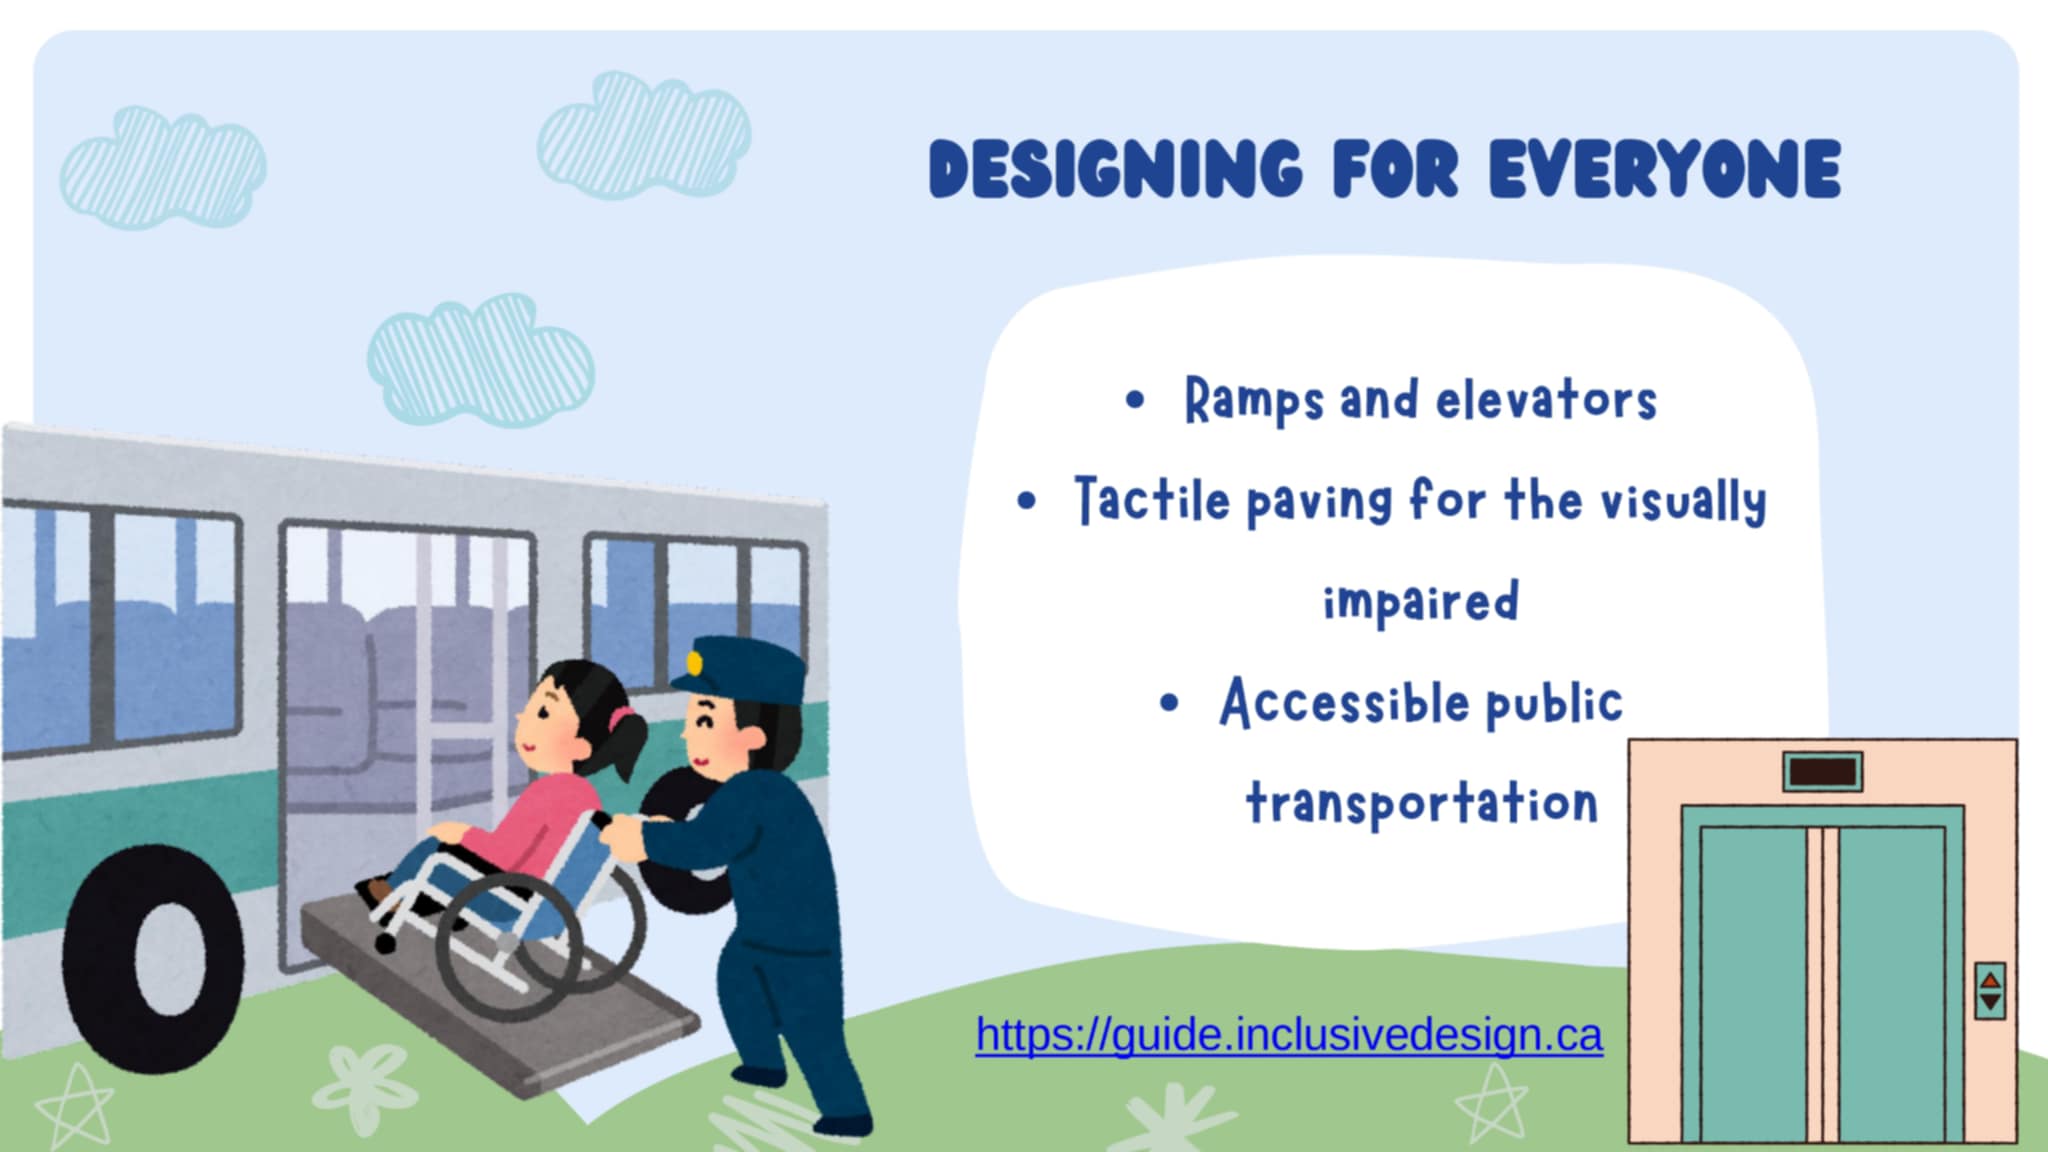 DESIGNING FOR EVERYONE
• Ramps and elevators
• Tactile paving for the visually
impaired
• Accessible public
transportation
https://guide.inclusivedesign.ca